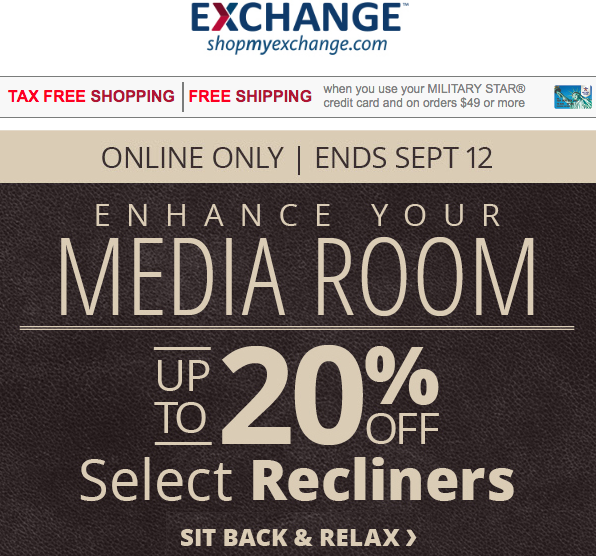 EXCHANGE™
shopmyexchange.com
TAX FREE SHOPPING | FREE SHIPPING when you use your MILITARY STAR®
credit card and on orders $49 or more
ONLINE ONLY | ENDS SEPT 12
ENHANCE YOUR
MEDIA ROOM
UP TO 20% OFF
Select Recliners
SIT BACK & RELAX ›